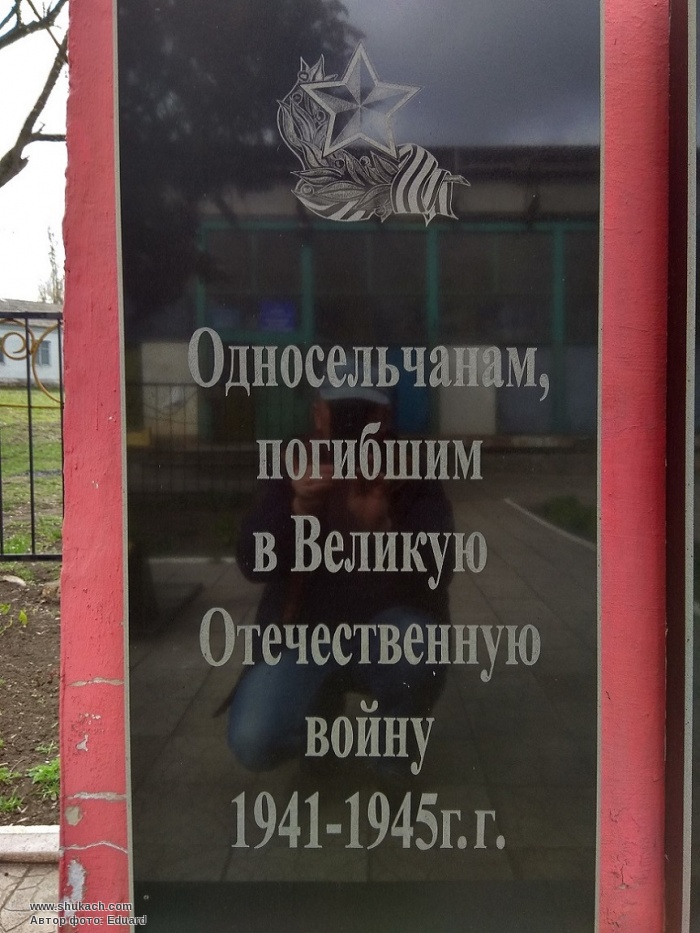 Односельчанам,
погибшим
в Великую
Отечественную
войну
1941-1945г.г.
www.shukach.com
Автор фото: Eduard